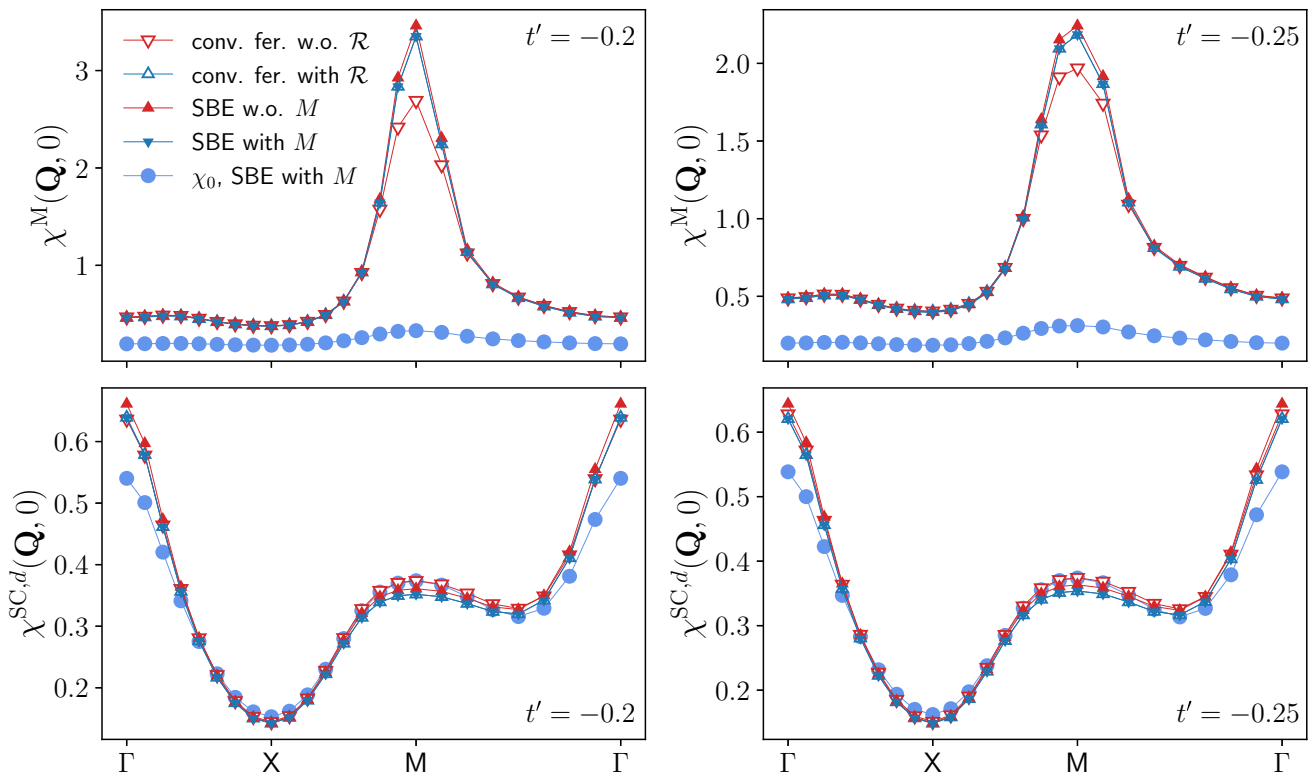 conv. fer. w.o. ℛ
conv. fer. with ℛ
SBE w.o. M
SBE with M
χ₀, SBE with M
t′ = −0.2
χᴹ(Q, 0)
3
2
1
t′ = −0.25
χᴹ(Q, 0)
2.0
1.5
1.0
0.5
χ^{SC,d}(Q, 0)
0.6
0.5
0.4
0.3
0.2
t′ = −0.2
Γ X M Γ
χ^{SC,d}(Q, 0)
0.6
0.5
0.4
0.3
0.2
t′ = −0.25
Γ X M Γ